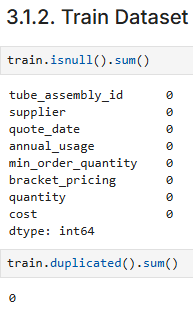 3.1.2. Train Dataset
train.isnull().sum()
tube_assembly_id 0
supplier 0
quote_date 0
annual_usage 0
min_order_quantity 0
bracket_pricing 0
quantity 0
cost 0
dtype: int64
train.duplicated().sum()
0